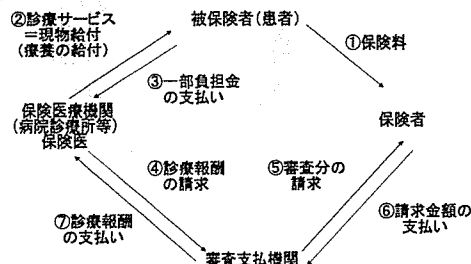 ②診療サービス
=現物給付
(療養の給付)
被保険者(患者)
①保険料
③一部負担金
の支払い
保険医療機関
(病院診療所等)
保険医
保険者
④診療報酬
の請求
⑤審査分の
請求
⑦診療報酬
の支払い
⑥請求金額の
支払い
審査支払機関